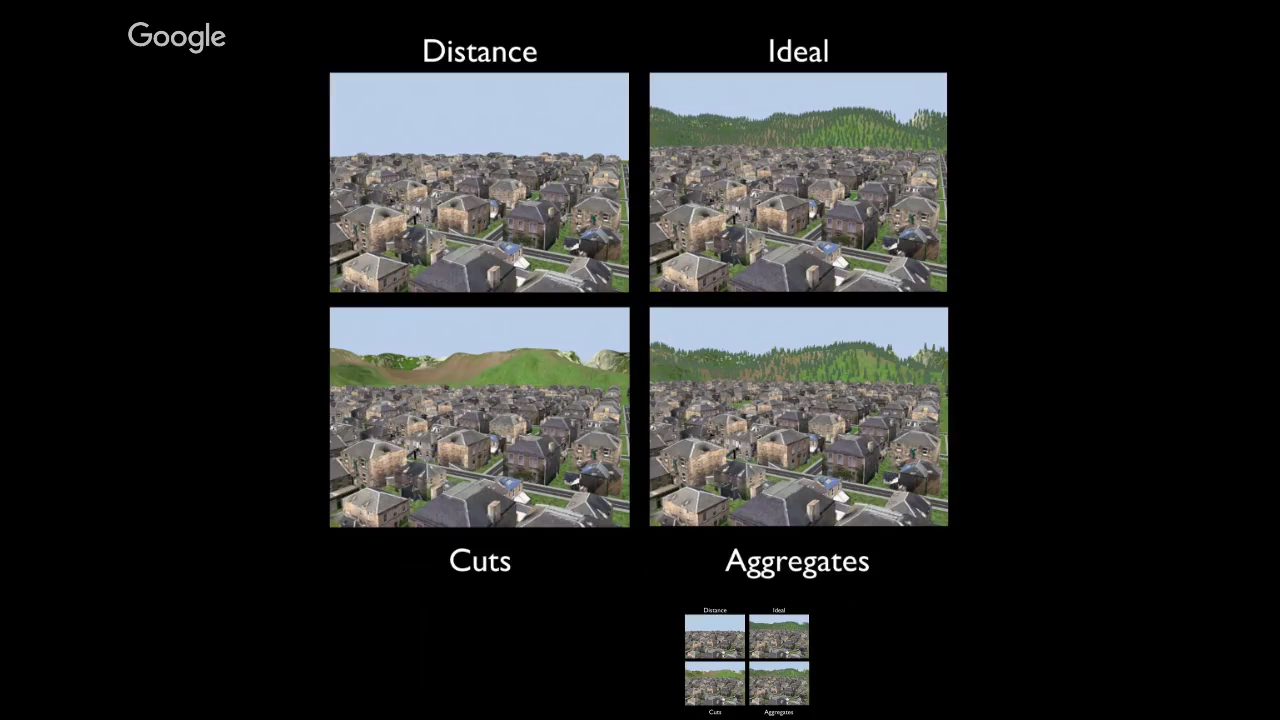 Google
Distance
Ideal
Cuts
Aggregates
Distance
Ideal
Cuts
Aggregates